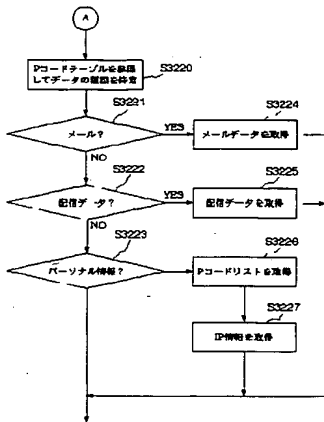 A
Pコードテーブルを参照
してデータの種類を特定
S3220
S3221
メール?
YES
S3224
メールデータを取得
NO
S3222
配信データ?
YES
S3225
配信データを取得
NO
S3223
パーソナル情報?
S3226
Pコードリストを取得
S3227
IP情報を取得